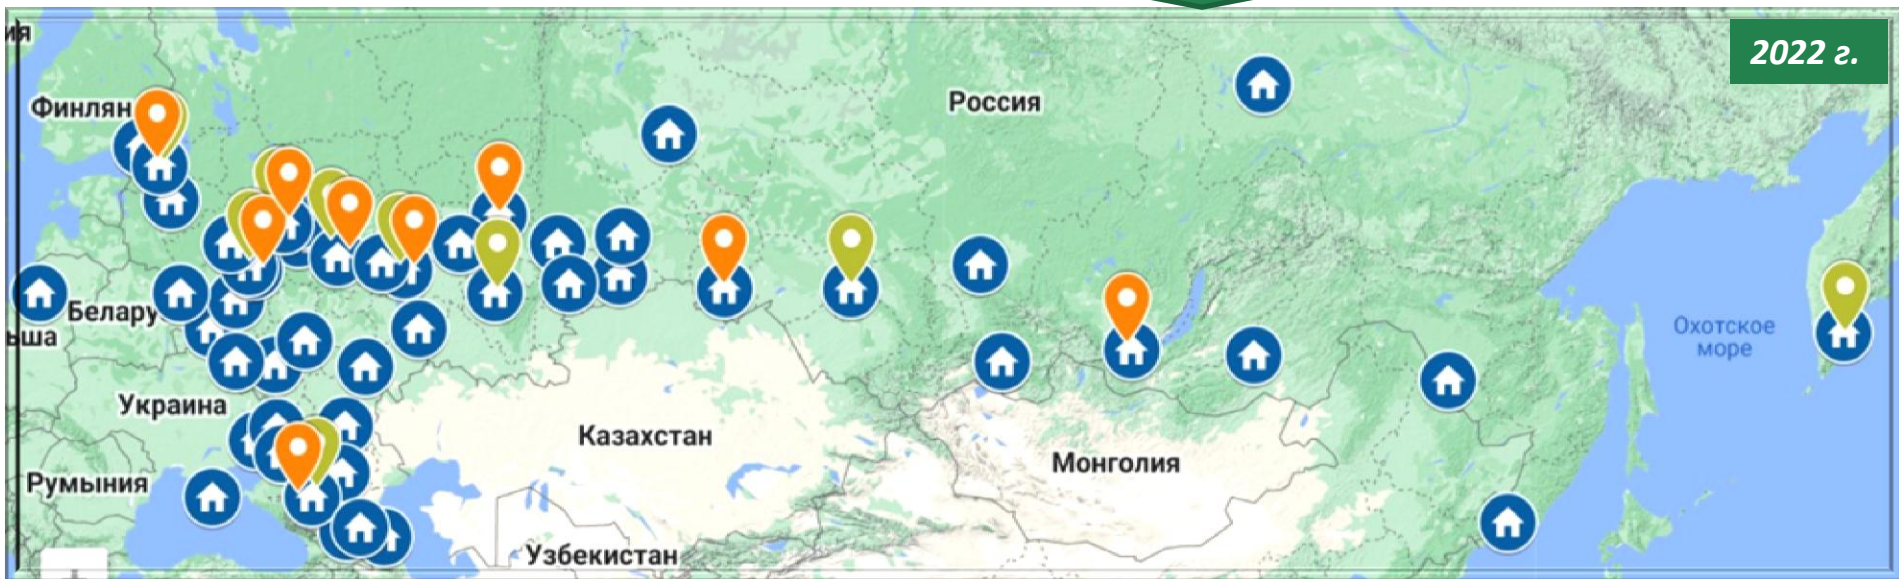 ия
2022 г.
Финлян
Россия
Белару
ьша
Охотское
море
Украина
Казахстан
Монголия
Румыния
Узбекистан